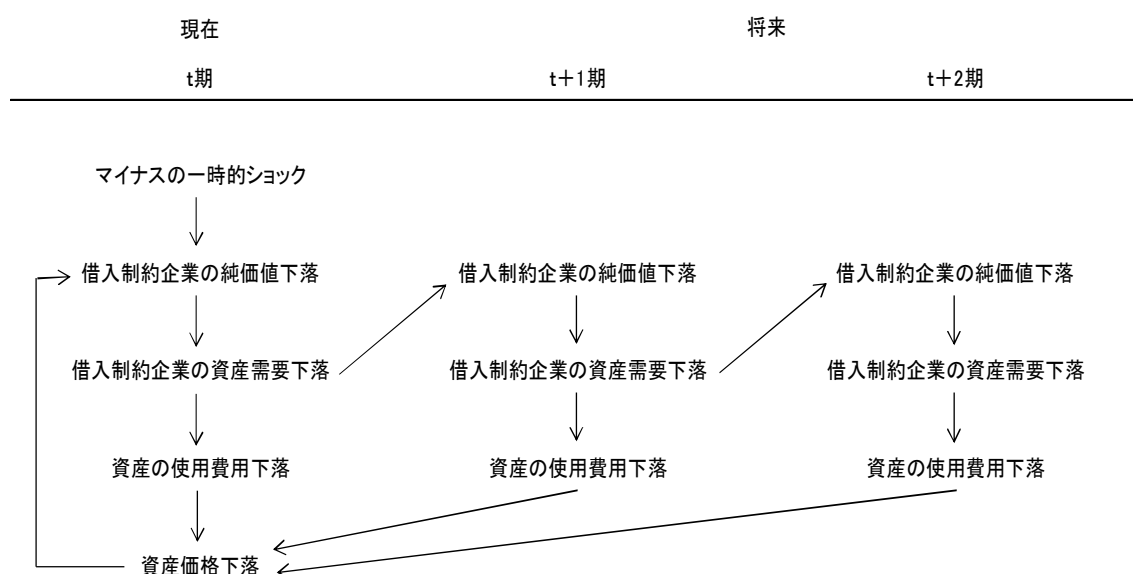 現在 将来
t期 t+1期 t+2期
マイナスの一時的ショック
借入制約企業の純価値下落 借入制約企業の純価値下落 借入制約企業の純価値下落
借入制約企業の資産需要下落 借入制約企業の資産需要下落 借入制約企業の資産需要下落
資産の使用費用下落 資産の使用費用下落 資産の使用費用下落
資産価格下落